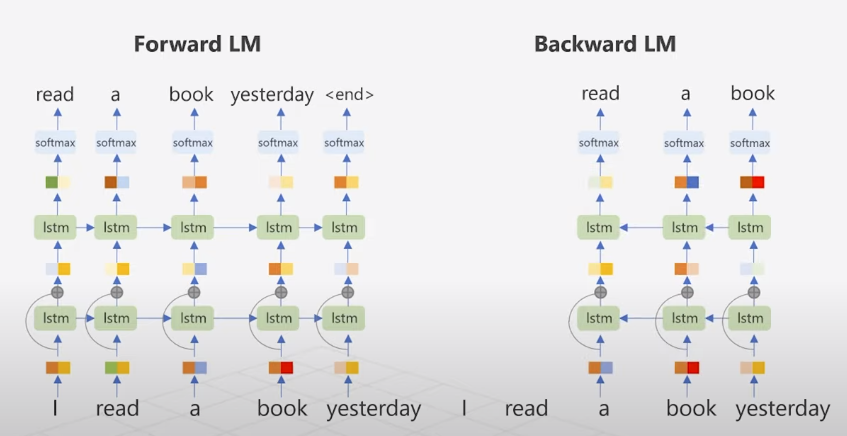 Forward LM
Backward LM
read a book yesterday <end>
read a book
softmax softmax softmax softmax softmax
softmax softmax softmax
lstm lstm lstm lstm lstm
lstm lstm lstm
lstm lstm lstm lstm lstm
lstm lstm lstm
I read a book yesterday
I read a book yesterday